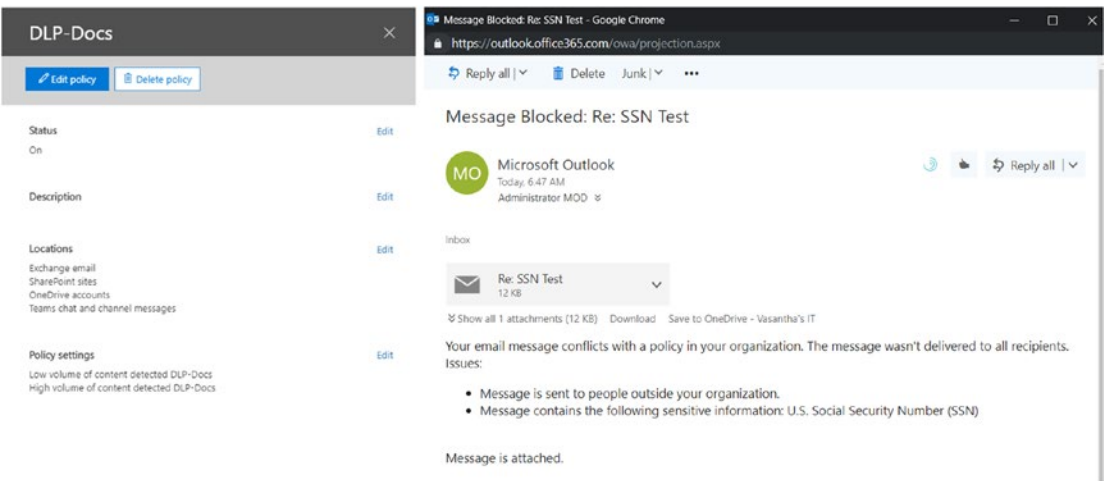 DLP-Docs
Edit policy
Delete policy
Status
Edit
On
Description
Edit
Locations
Edit
Exchange email
SharePoint sites
OneDrive accounts
Teams chat and channel messages
Policy settings
Edit
Low volume of content detected DLP-Docs
High volume of content detected DLP-Docs
Message Blocked: Re: SSN Test - Google Chrome
https://outlook.office365.com/owa/projection.aspx
Reply all |
Delete
Junk |
•••
Message Blocked: Re: SSN Test
MO
Microsoft Outlook
Today, 6:47 AM
Administrator MOD
Reply all |
Inbox
Re: SSN Test
12 KB
Show all 1 attachments (12 KB) Download Save to OneDrive - Vasantha's IT
Your email message conflicts with a policy in your organization. The message wasn't delivered to all recipients.
Issues:
• Message is sent to people outside your organization.
• Message contains the following sensitive information: U.S. Social Security Number (SSN)
Message is attached.